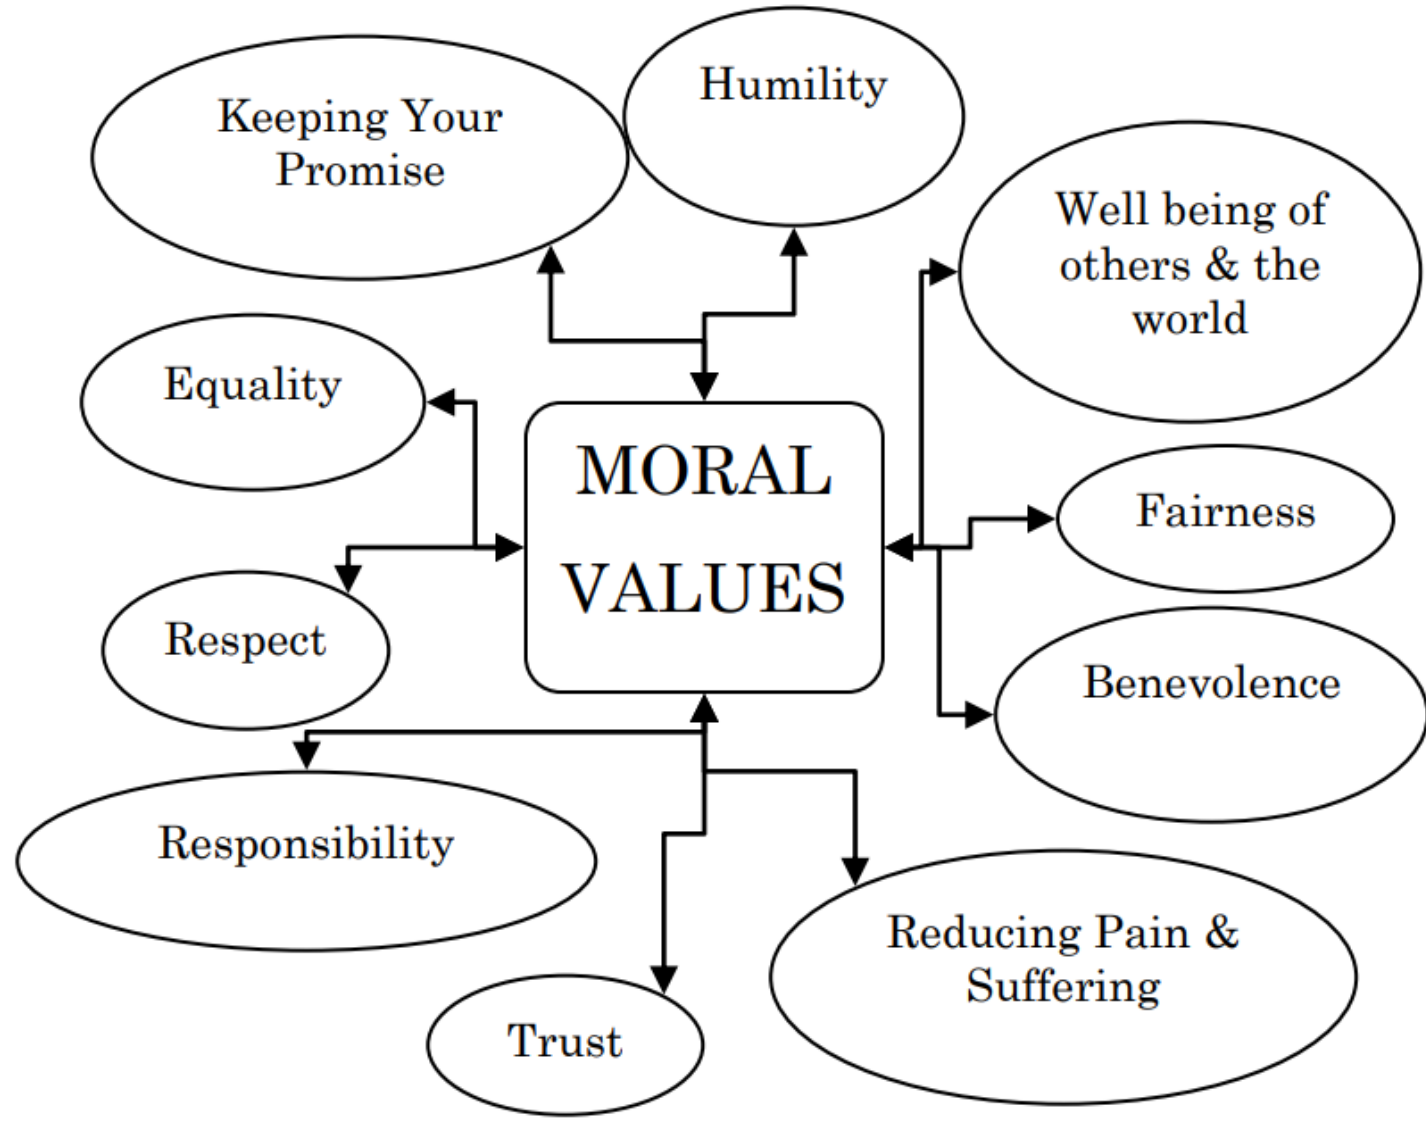 Keeping Your
Promise
Humility
Well being of
others & the
world
Equality
MORAL
VALUES
Fairness
Respect
Benevolence
Responsibility
Reducing Pain &
Suffering
Trust